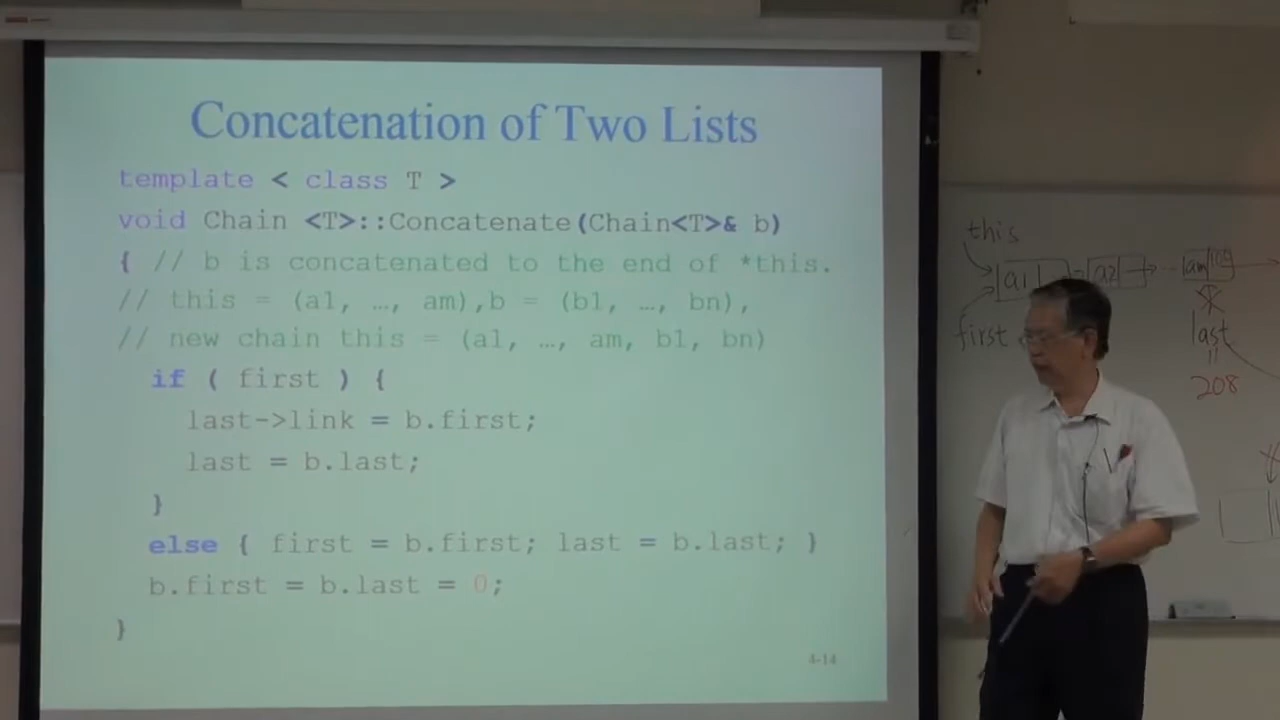 Concatenation of Two Lists
template < class T >
void Chain <T>::Concatenate(Chain<T>& b)
{ // b is concatenated to the end of *this.
// this = (a1, …, am),b = (b1, …, bn),
// new chain this = (a1, …, am, b1, bn)
if ( first ) {
last->link = b.first;
last = b.last;
}
else { first = b.first; last = b.last; }
b.first = b.last = 0;
}
4-14
this
a1 a2 am
first
last
208